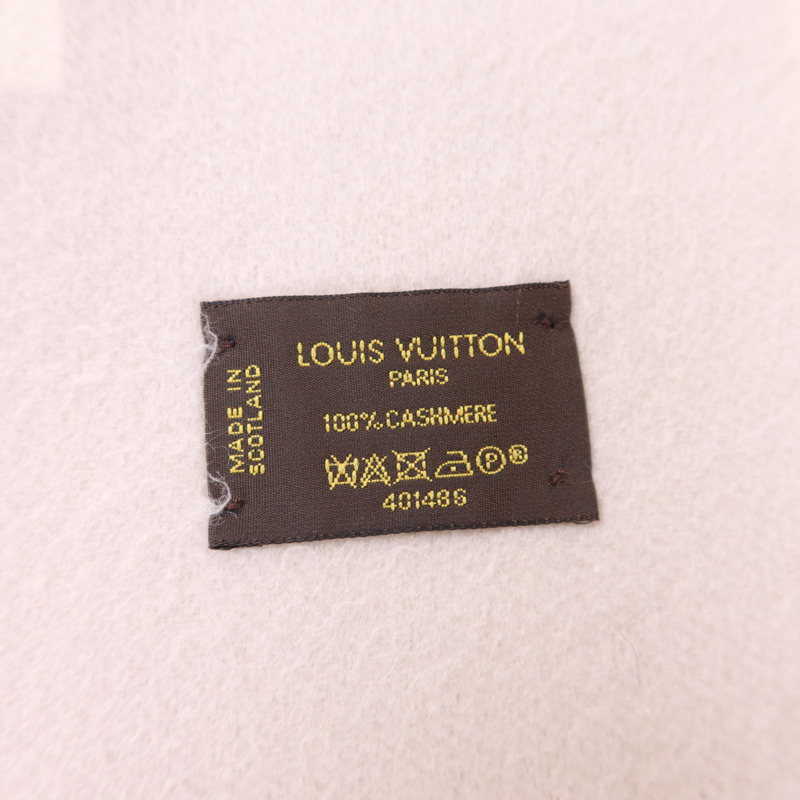 LOUIS VUITTON
PARIS
100% CASHMERE
P
401486
MADE IN
SCOTLAND